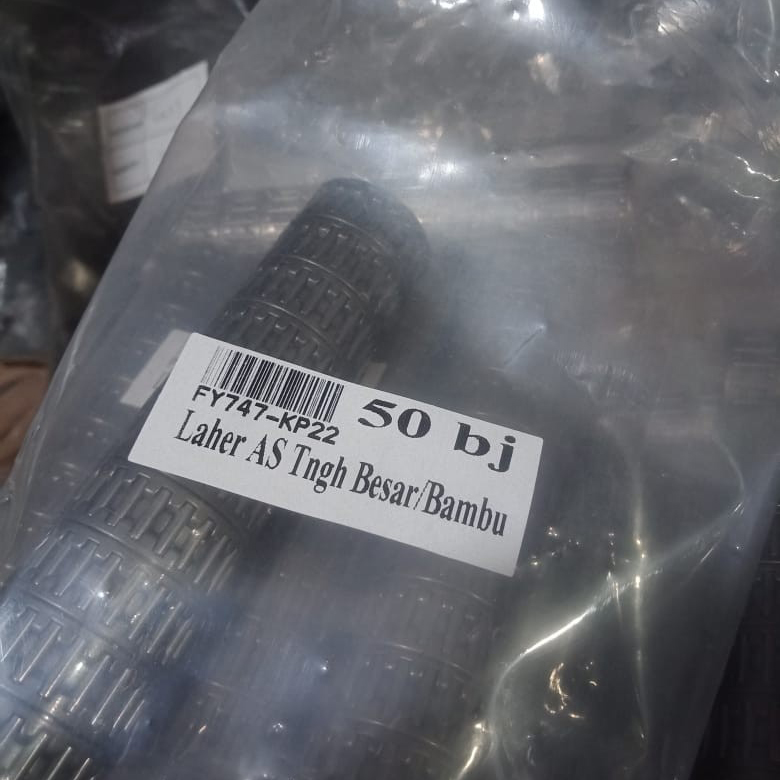 FY747-KP22 50 bj
Laher AS Tngh Besar/Bambu